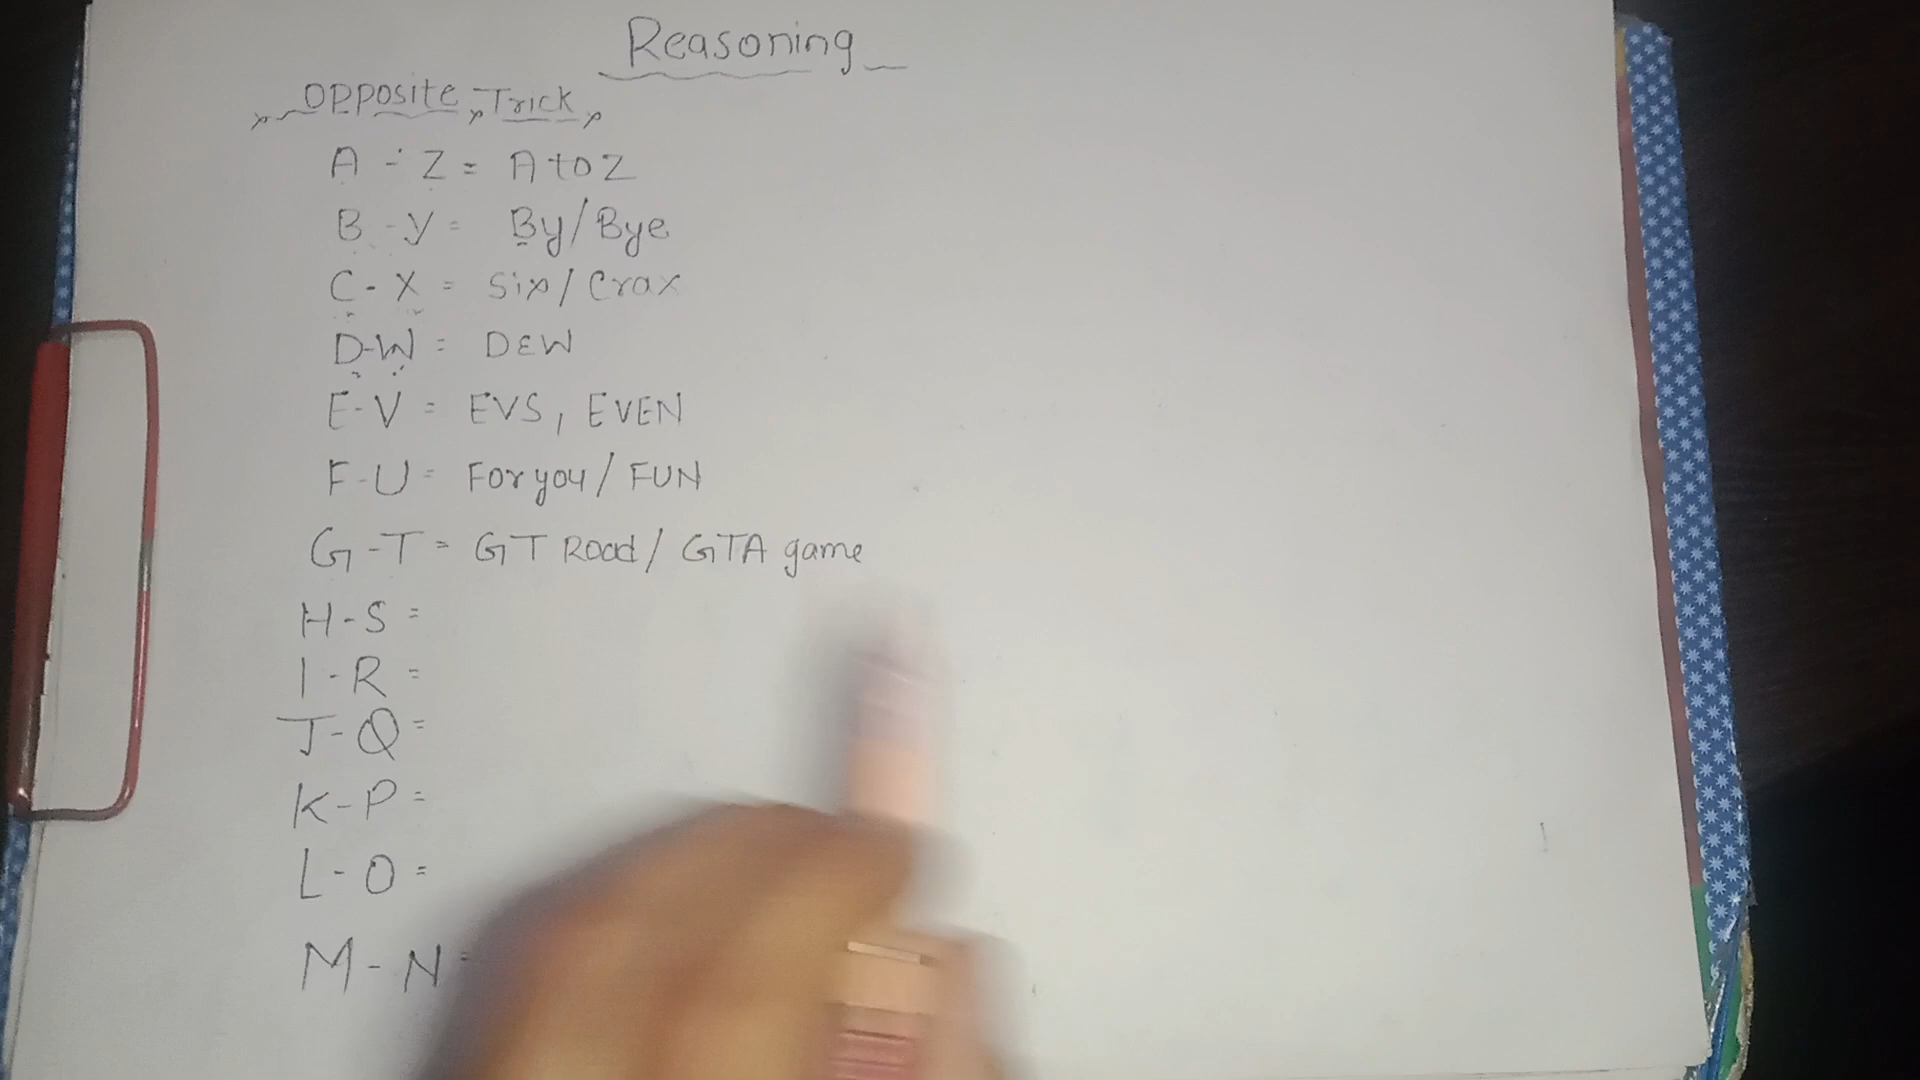 Reasoning
Opposite Trick
A - Z = A to Z
B - y = By/Bye
C - X = Six/ Crax
D-W = DEW
E-V = EVS, EVEN
F-U = For you/ FUN
G-T = GT Road/ GTA game
H-S =
I-R =
J-Q =
K-P =
L-O =
M-N =